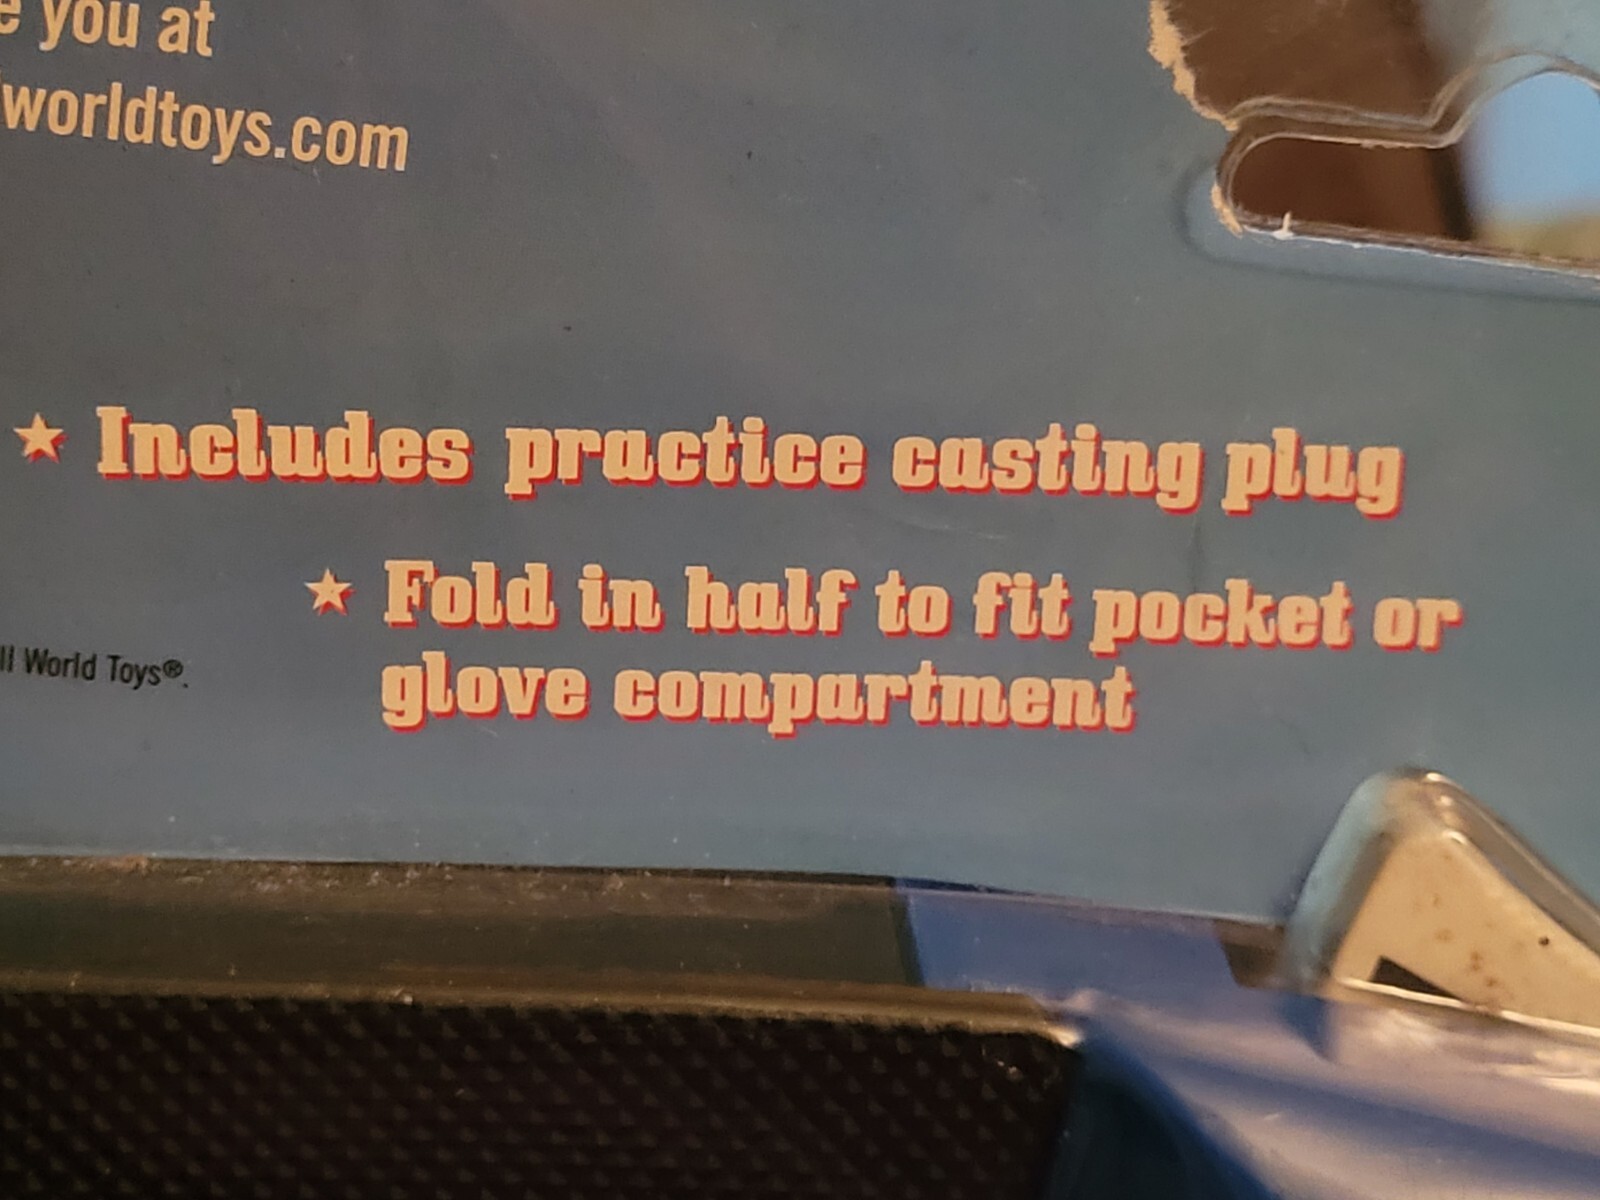 you at
worldtoys.com
★ Includes practice casting plug
★ Fold in half to fit pocket or
glove compartment
World Toys®.